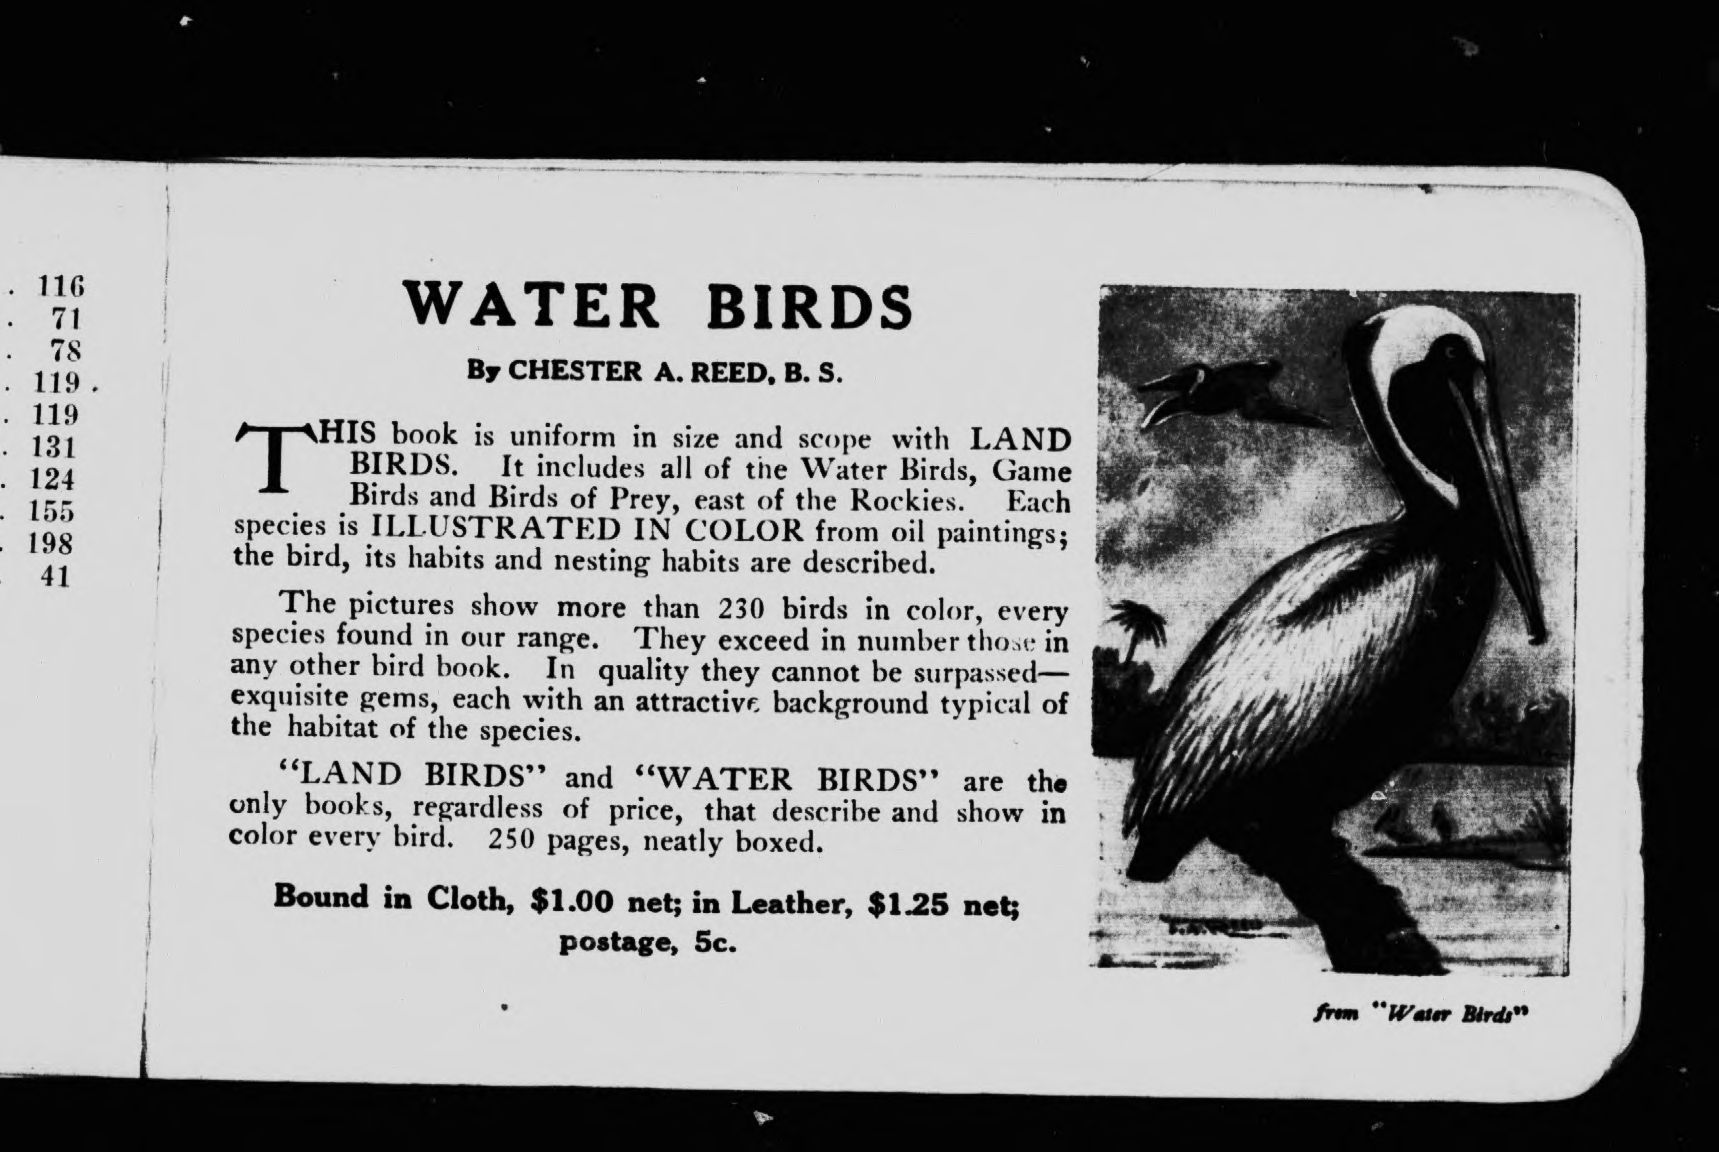 . 116
. 71
. 78
. 119 .
. 119
. 131
. 124
. 155
. 198
. 41
WATER BIRDS
By CHESTER A. REED, B. S.
THIS book is uniform in size and scope with LAND
BIRDS. It includes all of the Water Birds, Game
Birds and Birds of Prey, east of the Rockies. Each
species is ILLUSTRATED IN COLOR from oil paintings;
the bird, its habits and nesting habits are described.
The pictures show more than 230 birds in color, every
species found in our range. They exceed in number those in
any other bird book. In quality they cannot be surpassed—
exquisite gems, each with an attractive background typical of
the habitat of the species.
“LAND BIRDS” and “WATER BIRDS” are the
only books, regardless of price, that describe and show in
color every bird. 250 pages, neatly boxed.
Bound in Cloth, $1.00 net; in Leather, $1.25 net;
postage, 5c.
from “Water Birds”